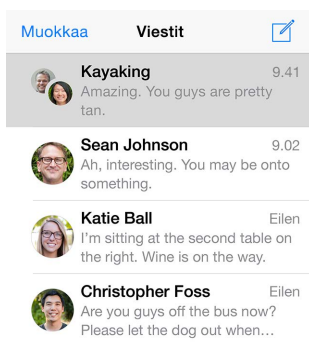 Muokkaa Viestit
Kayaking 9.41
Amazing. You guys are pretty
tan.
Sean Johnson 9.02
Ah, interesting. You may be onto
something.
Katie Ball Eilen
I’m sitting at the second table on
the right. Wine is on the way.
Christopher Foss Eilen
Are you guys off the bus now?
Please let the dog out when…